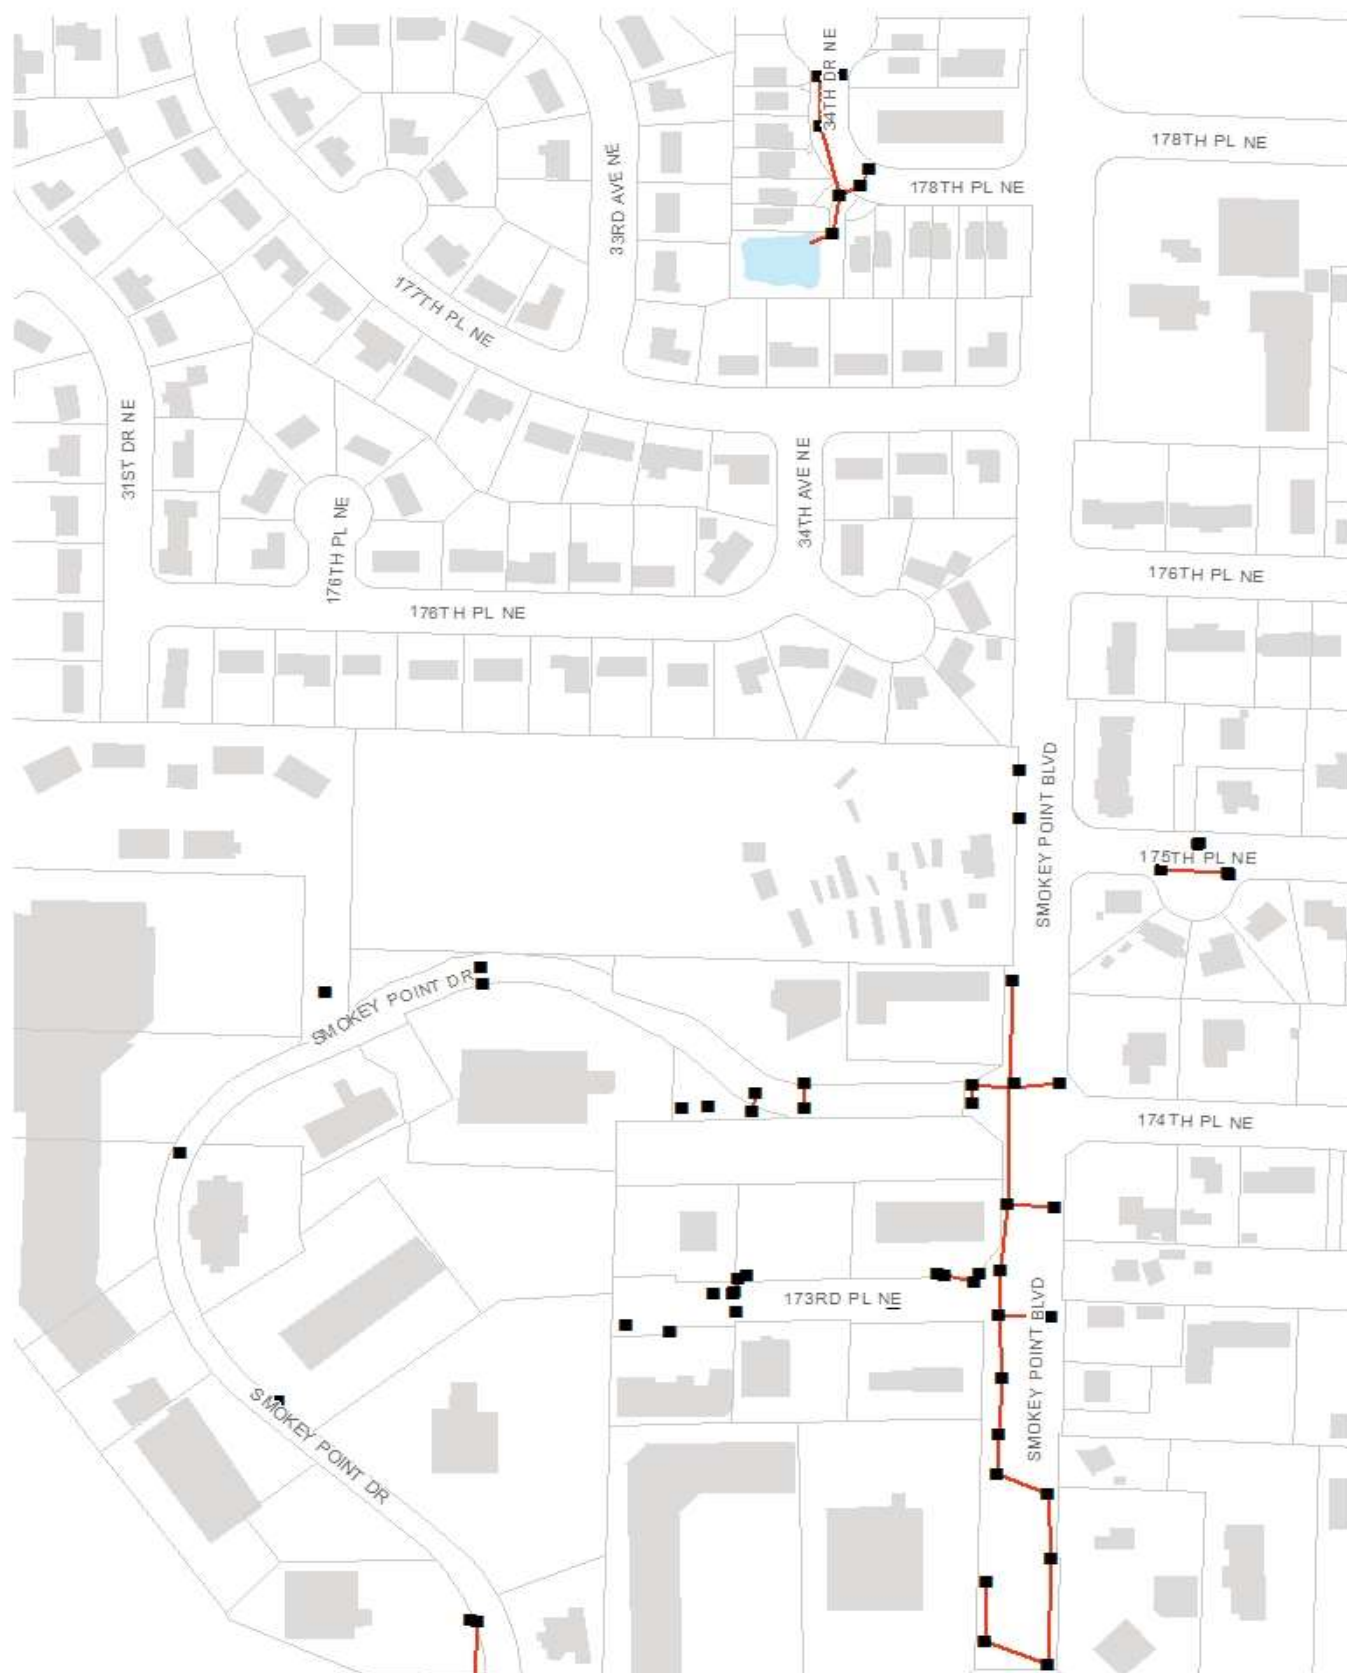 34TH DR NE
178TH PL NE
178TH PL NE
33RD AVE NE
177TH PL NE
31ST DR NE
34TH AVE NE
176TH PL NE
176TH PL NE
176TH PL NE
SMOKEY POINT BLVD
175TH PL NE
SMOKEY POINT DR
174TH PL NE
173RD PL NE
SMOKEY POINT BLVD
SMOKEY POINT DR